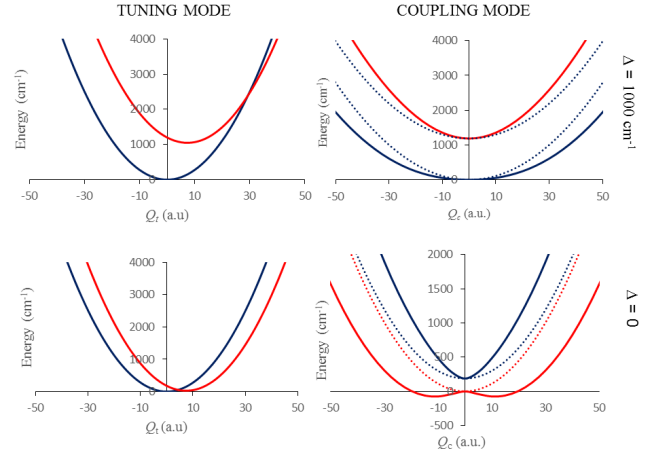 TUNING MODE
COUPLING MODE
Energy (cm⁻¹)
4000
3000
2000
1000
0
-50 -30 -10 10 30 50
Qt (a.u)
Energy (cm⁻¹)
4000
3000
2000
1000
0
-50 -30 -10 10 30 50
Qc (a.u.)
Δ = 1000 cm⁻¹
Energy (cm⁻¹)
4000
3000
2000
1000
0
-50 -30 -10 10 30 50
Qt (a.u)
Energy (cm⁻¹)
2000
1500
1000
500
0
-500
-50 -30 -10 10 30 50
Qc (a.u.)
Δ = 0